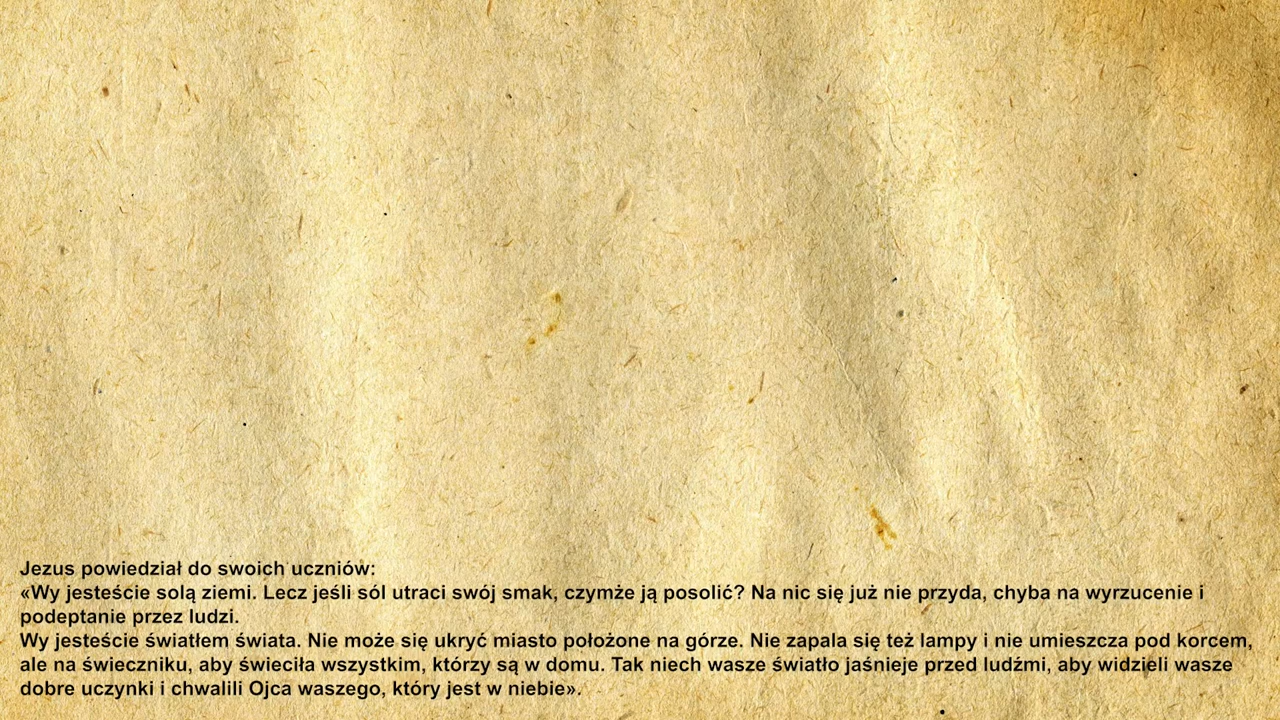 Jezus powiedział do swoich uczniów:
«Wy jesteście solą ziemi. Lecz jeśli sól utraci swój smak, czymże ją posolić? Na nic się już nie przyda, chyba na wyrzucenie i
podeptanie przez ludzi.
Wy jesteście światłem świata. Nie może się ukryć miasto położone na górze. Nie zapala się też lampy i nie umieszcza pod korcem,
ale na świeczniku, aby świeciła wszystkim, którzy są w domu. Tak niech wasze światło jaśnieje przed ludźmi, aby widzieli wasze
dobre uczynki i chwalili Ojca waszego, który jest w niebie».